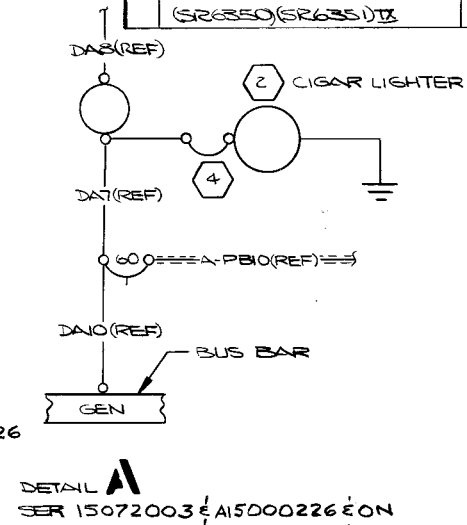 (SR6350)(SR6351)TX
DA8(REF)
2 CIGAR LIGHTER
4
DA7(REF)
60 A-PB10(REF)
DA10(REF)
BUS BAR
GEN
26
DETAIL A
SER 15072003 & A15000226 & ON